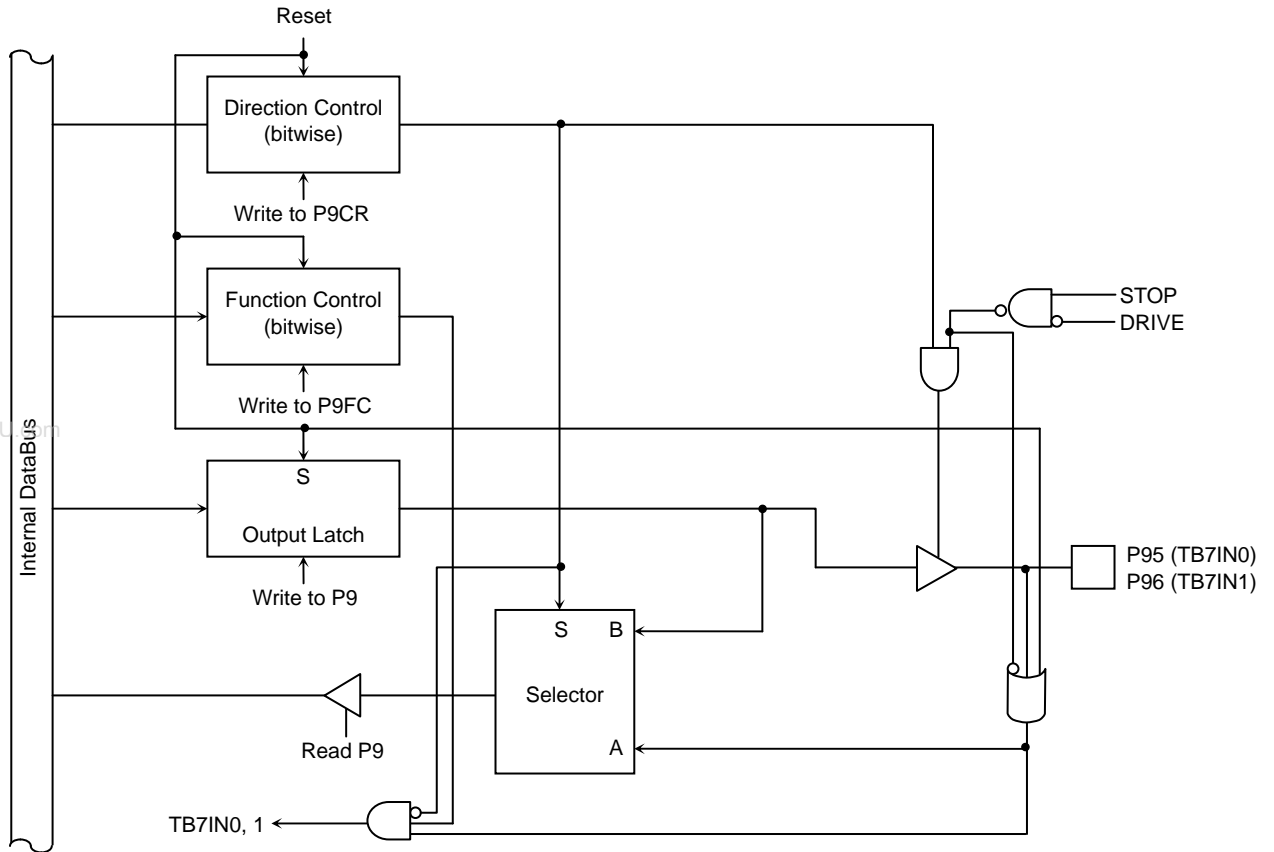 Reset
Direction Control
(bitwise)
Write to P9CR
Function Control
(bitwise)
STOP
DRIVE
Write to P9FC
U.com
Internal DataBus
S
Output Latch
Write to P9
P95 (TB7IN0)
P96 (TB7IN1)
S
B
Selector
A
Read P9
TB7IN0, 1